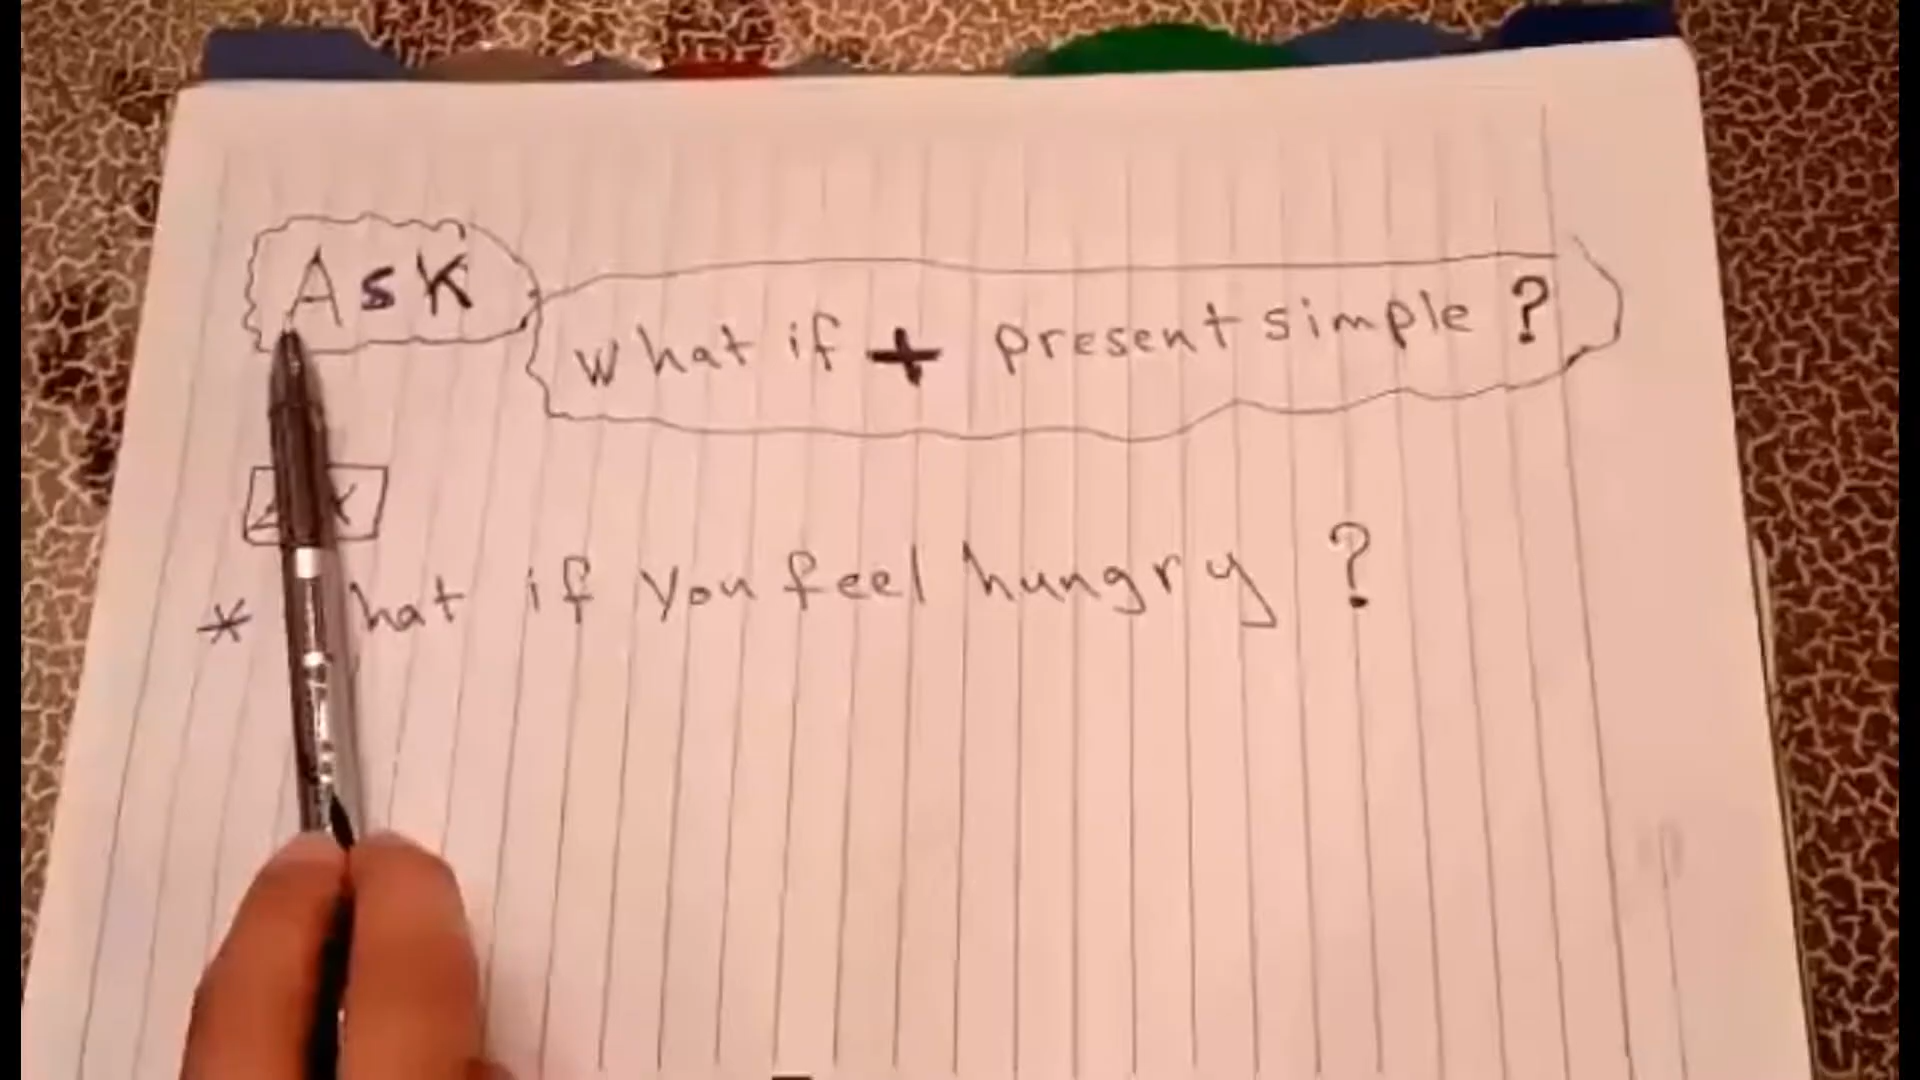 Ask
What if + present simple ?
* hat if you feel hungry ?